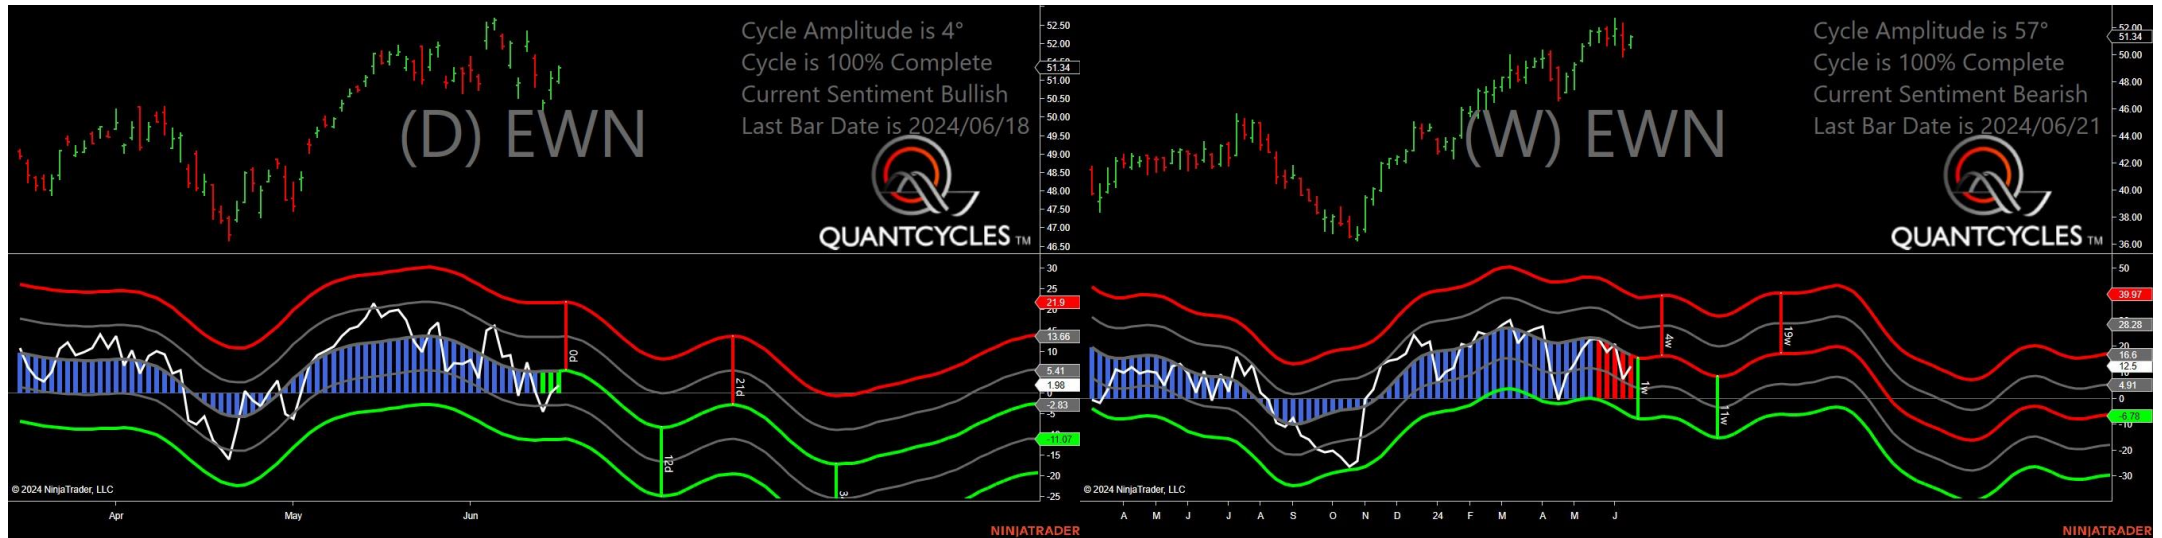 Cycle Amplitude is 4°
Cycle is 100% Complete
Current Sentiment Bullish
Last Bar Date is 2024/06/18
(D) EWN
QUANTCYCLES TM
52.50
52.00
51.34
51.00
50.50
50.00
49.50
49.00
48.50
48.00
47.50
47.00
46.50
30
25
21.9
13.66
10
5.41
1.98
0
-2.83
-11.07
-15
-20
-25
0d
12d
21d
© 2024 NinjaTrader, LLC
Apr May Jun
NINJATRADER
Cycle Amplitude is 57°
Cycle is 100% Complete
Current Sentiment Bearish
Last Bar Date is 2024/06/21
(W) EWN
QUANTCYCLES TM
52.00
51.34
50.00
48.00
46.00
44.00
42.00
40.00
38.00
36.00
50
39.97
28.28
20
16.6
12.5
4.91
0
-6.78
-10
-20
-30
1w
4w
11w
19w
© 2024 NinjaTrader, LLC
A M J J A S O N D 24 F M A M J
NINJATRADER